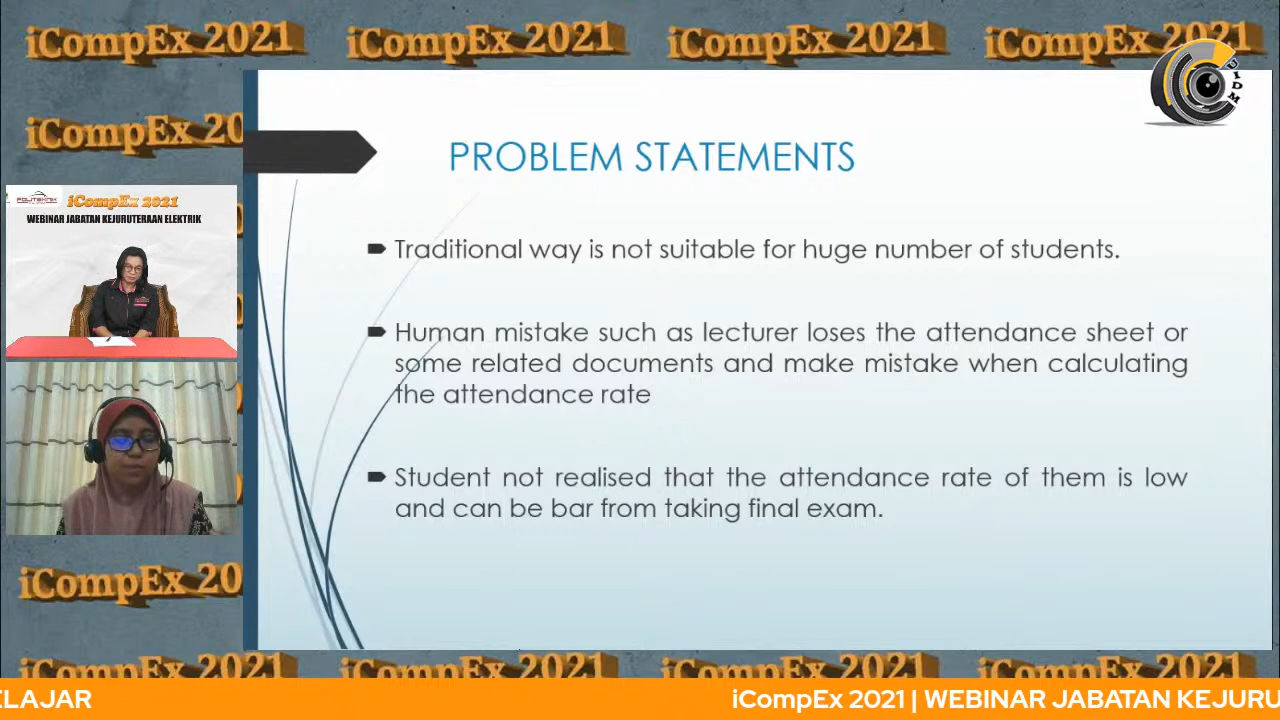 iCompEx 2021 iCompEx 2021 iCompEx 2021 iCompEx 2021
UIDM
iCompEx 20
PROBLEM STATEMENTS
POLITEKNIK
iCompEx 2021
WEBINAR JABATAN KEJURUTERAAN ELEKTRIK
Traditional way is not suitable for huge number of students.
Human mistake such as lecturer loses the attendance sheet or
some related documents and make mistake when calculating
the attendance rate
Student not realised that the attendance rate of them is low
and can be bar from taking final exam.
iCompEx 20
iCompEx 2021 iCompEx 2021 iCompEx 2021 iCompEx 2021
ELAJAR
iCompEx 2021 | WEBINAR JABATAN KEJURU